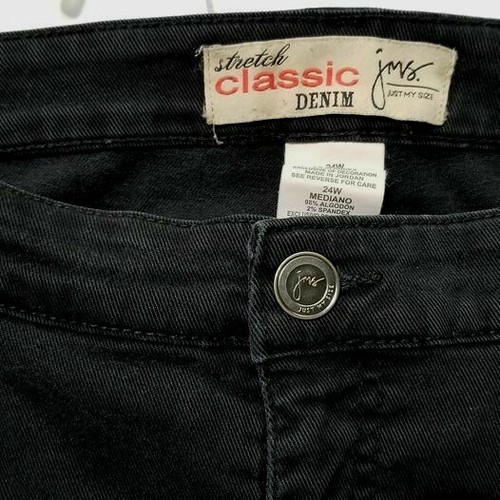 stretch
classic
DENIM
jms.
JUST MY SIZE
24W
EXCLUSIVE OF DECORATION
MADE IN JORDAN
SEE REVERSE FOR CARE
24W
MEDIANO
98% ALGODON
2% SPANDEX
jms
JUST MY SIZE